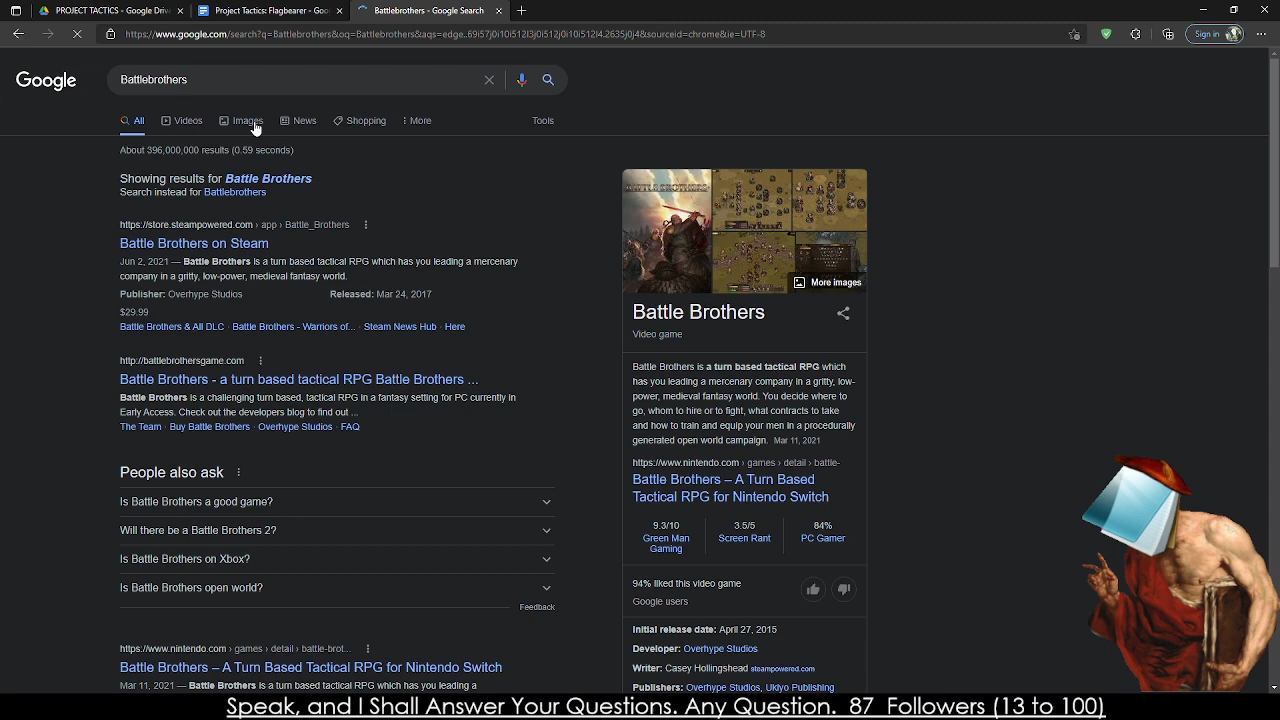 PROJECT TACTICS - Google Driv
Project Tactics: Flagbearer - Goo
Battlebrothers - Google Search
https://www.google.com/search?q=Battlebrothers&oq=Battlebrothers&aqs=edge..69i57j0i10i512l3j0i512j0i10i512l4.2635j0j4&sourceid=chrome&ie=UTF-8
Sign in
Google
Battlebrothers
All
Videos
Images
News
Shopping
More
Tools
About 396,000,000 results (0.59 seconds)
Showing results for Battle Brothers
Search instead for Battlebrothers
https://store.steampowered.com › app › Battle_Brothers
Battle Brothers on Steam
Jun 2, 2021 — Battle Brothers is a turn based tactical RPG which has you leading a mercenary
company in a gritty, low-power, medieval fantasy world.
Publisher: Overhype Studios
Released: Mar 24, 2017
$29.99
Battle Brothers & All DLC · Battle Brothers - Warriors of... · Steam News Hub · Here
http://battlebrothersgame.com
Battle Brothers - a turn based tactical RPG Battle Brothers ...
Battle Brothers is a challenging turn based, tactical RPG in a fantasy setting for PC currently in
Early Access. Check out the developers blog to find out ...
The Team · Buy Battle Brothers · Overhype Studios · FAQ
People also ask
Is Battle Brothers a good game?
Will there be a Battle Brothers 2?
Is Battle Brothers on Xbox?
Is Battle Brothers open world?
Feedback
https://www.nintendo.com › games › detail › battle-brot...
Battle Brothers – A Turn Based Tactical RPG for Nintendo Switch
Mar 11, 2021 — Battle Brothers is a turn based tactical RPG which has you leading a
BATTLE BROTHERS
More images
Battle Brothers
Video game
Battle Brothers is a turn based tactical RPG which
has you leading a mercenary company in a gritty, low-
power, medieval fantasy world. You decide where to
go, whom to hire or to fight, what contracts to take
and how to train and equip your men in a procedurally
generated open world campaign. Mar 11, 2021
https://www.nintendo.com › games › detail › battle-
Battle Brothers – A Turn Based
Tactical RPG for Nintendo Switch
9.3/10
Green Man
Gaming
3.5/5
Screen Rant
84%
PC Gamer
94% liked this video game
Google users
Initial release date: April 27, 2015
Developer: Overhype Studios
Writer: Casey Hollingshead steampowered.com
Publishers: Overhype Studios, UKIYO Publishing
Speak, and I Shall Answer Your Questions. Any Question. 87 Followers (13 to 100)